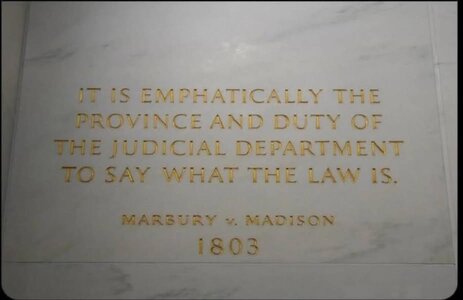 IT IS EMPHATICALLY THE
PROVINCE AND DUTY OF
THE JUDICIAL DEPARTMENT
TO SAY WHAT THE LAW IS.
MARBURY v. MADISON
1803